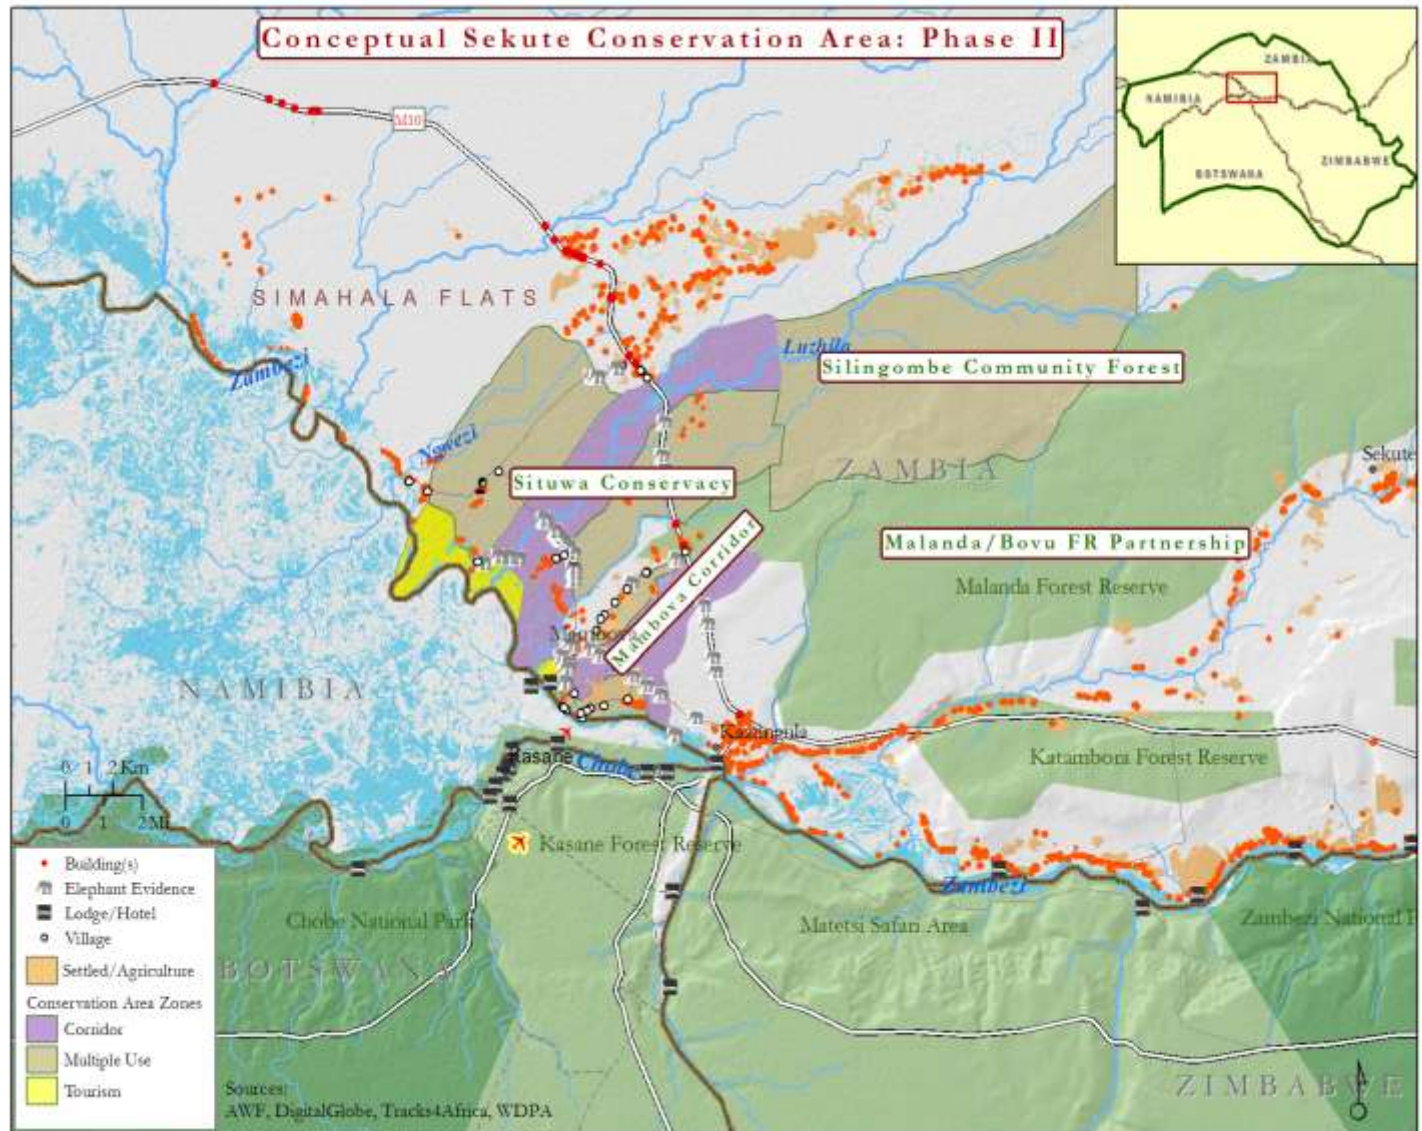 Conceptual Sekute Conservation Area: Phase II
ZAMBIA
NAMIBIA
ZIMBABWE
BOTSWANA
M10
SIMAHALA FLATS
Zambezi
Luzhila
Silingombe Community Forest
Ngwezi
ZAMBIA
Sekute
Situwa Conservacy
Malanda/Bovu FR Partnership
Mambova Corridor
Malanda Forest Reserve
Mambova
NAMIBIA
Kazungula
Kasane
Chobe
Katambora Forest Reserve
0 1 2 Km
0 1 2 Mi
Kasane Forest Reserve
Zambezi
Chobe National Park
Matetsi Safari Area
Zambezi National P
BOTSWANA
Building(s)
Elephant Evidence
Lodge/Hotel
Village
Settled/Agriculture
Conservation Area Zones
Corridor
Multiple Use
Tourism
Sources:
AWF, DigitalGlobe, Tracks4Africa, WDPA
ZIMBABWE